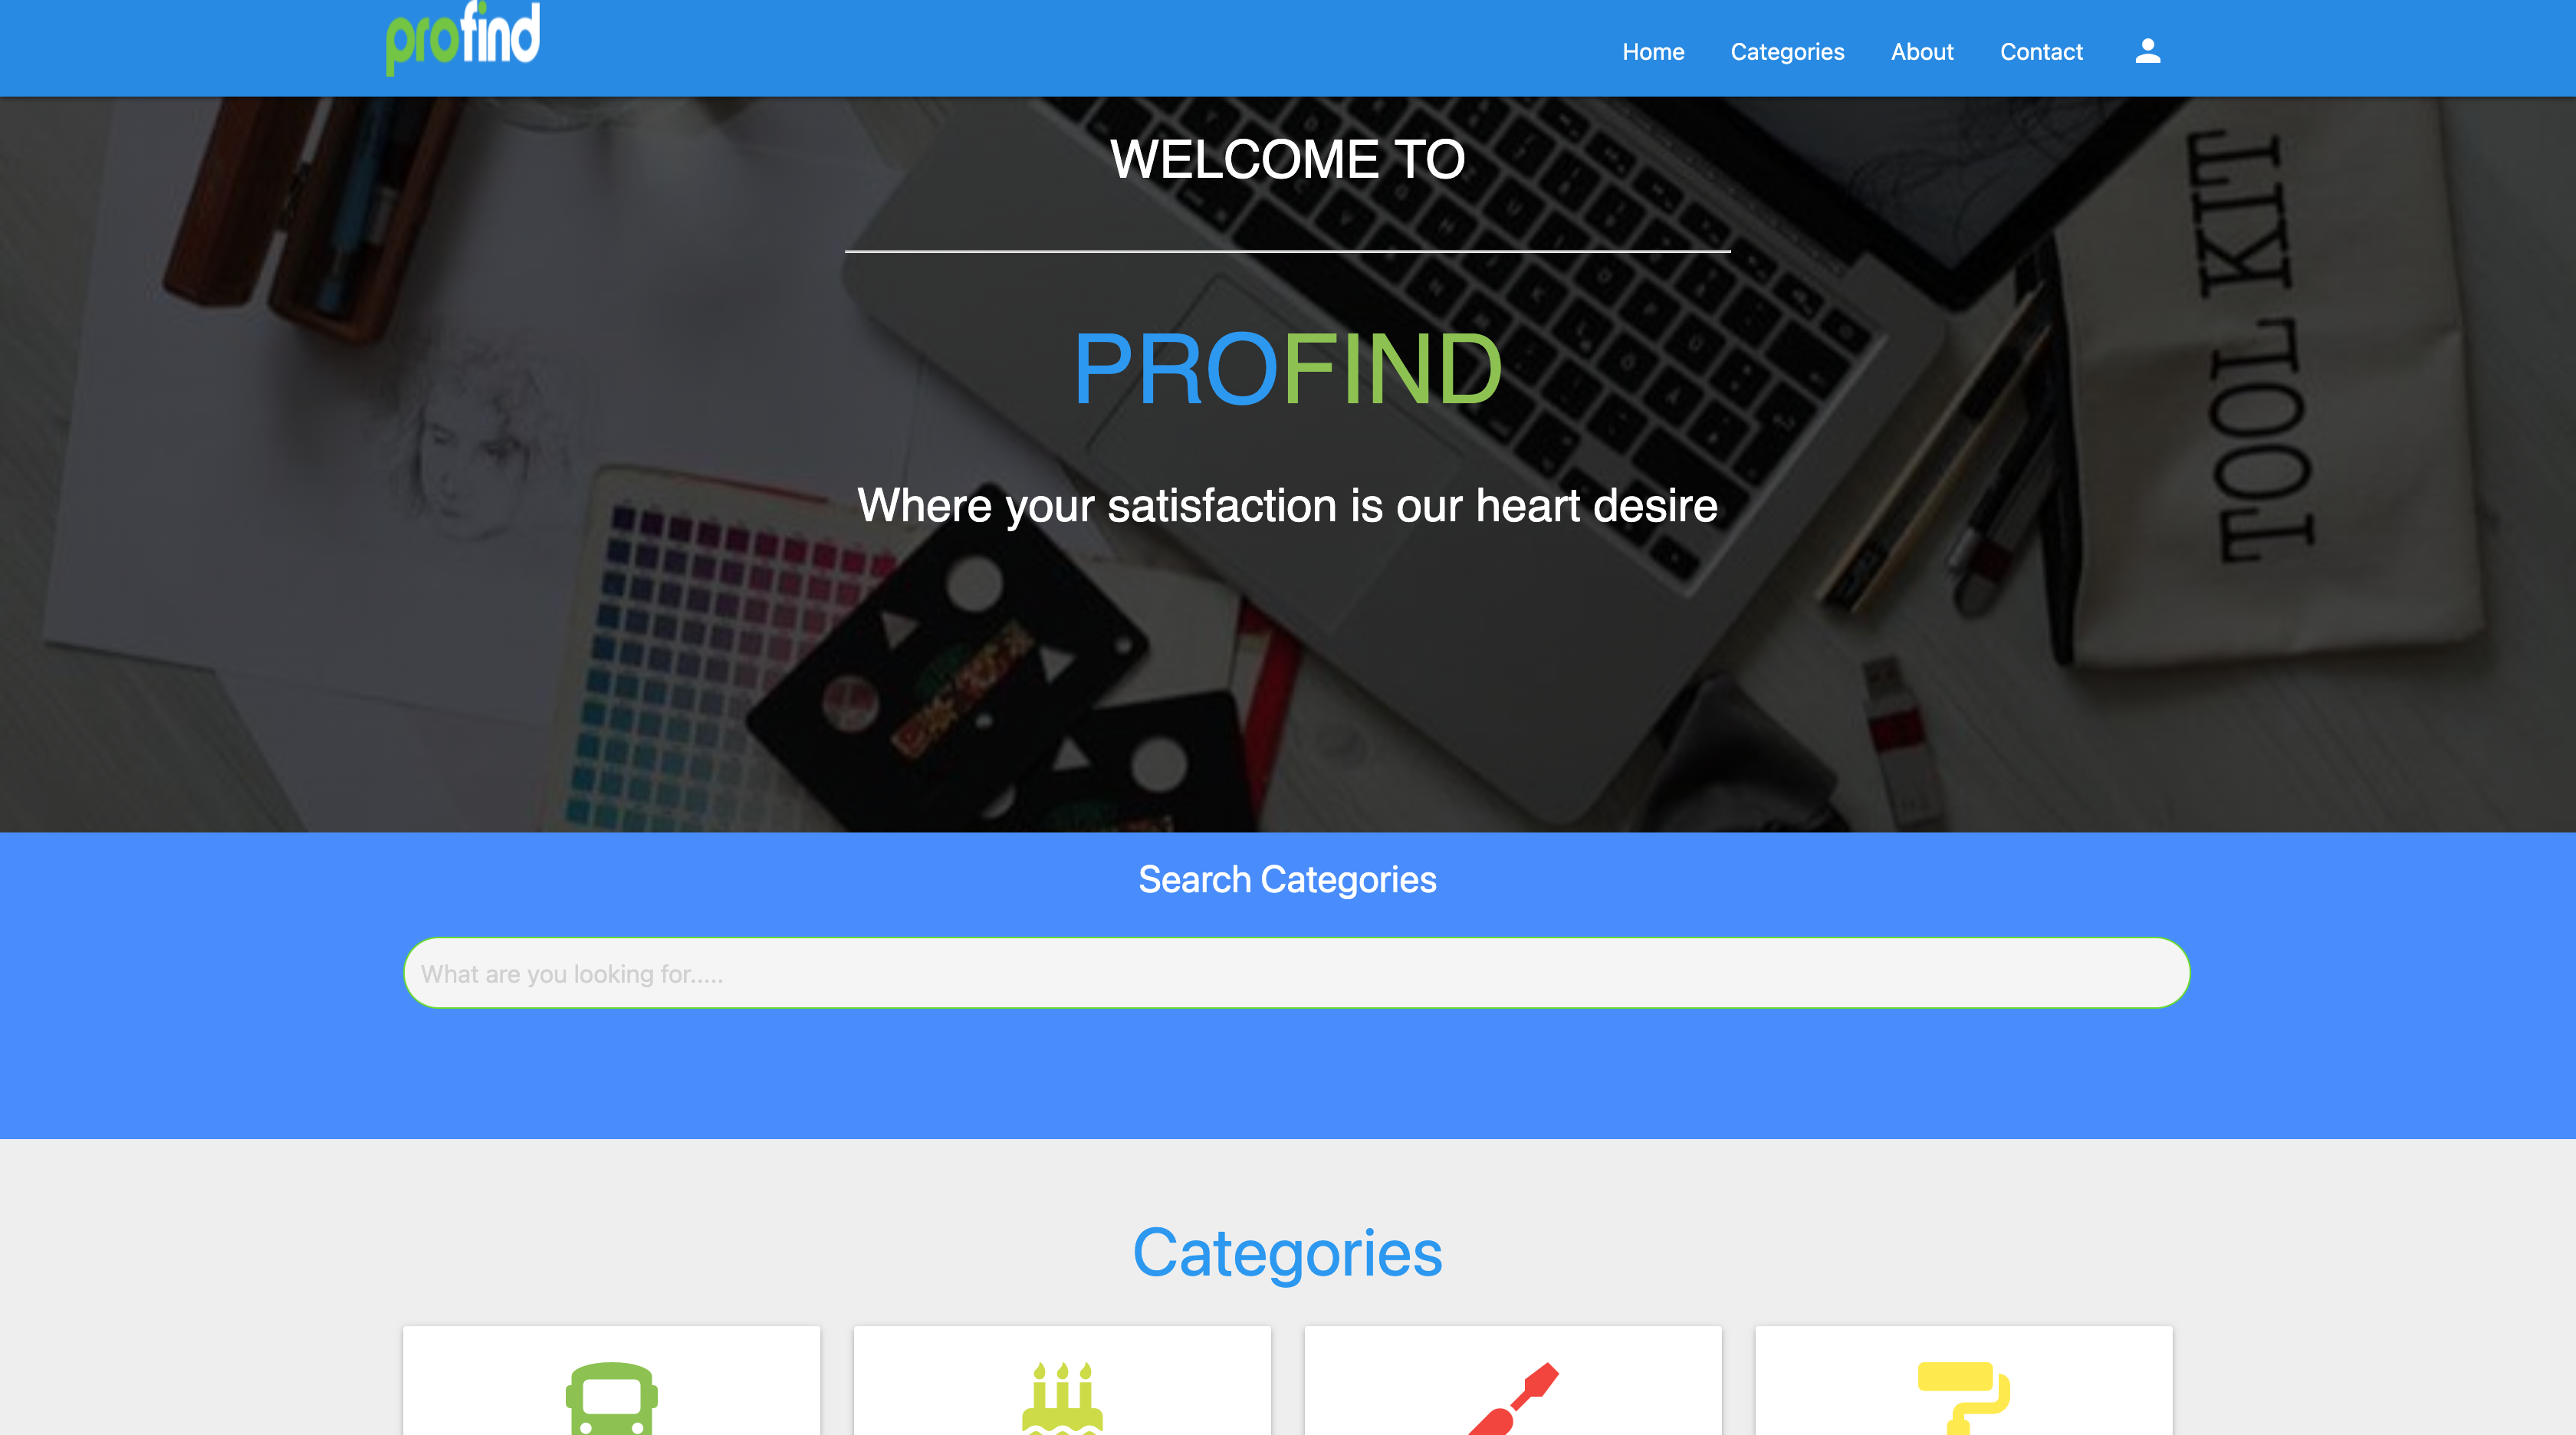 profind
Home Categories About Contact
WELCOME TO
PROFIND
Where your satisfaction is our heart desire
TOOL KIT
Search Categories
What are you looking for.....
Categories